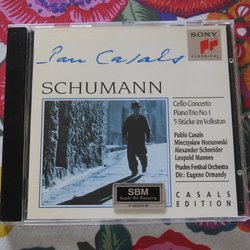 SONY
CLASSICAL
Pau Casals
SCHUMANN
Cello Concerto
Piano Trio No. 1
5 Stücke im Volkston
Pablo Casals
Mieczysław Horszowski
Alexander Schneider
Leopold Mannes
Prades Festival Orchestra
Dir: Eugene Ormandy
SBM
Super Bit Mapping
CASALS
EDITION